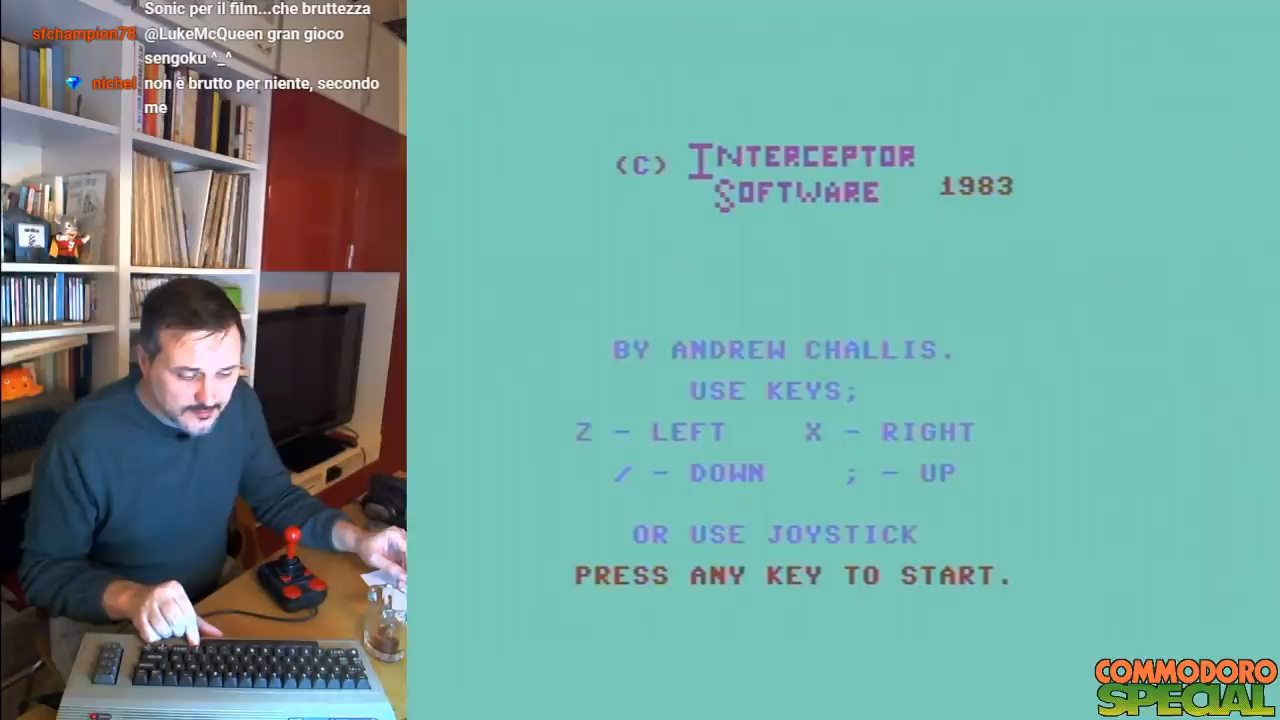 Sonic per il film...che bruttezza
sfchampion78 @LukeMcQueen gran gioco
sengoku ^_^
nichel non è brutto per niente, secondo
me
(C) INTERCEPTOR
SOFTWARE 1983
BY ANDREW CHALLIS.
USE KEYS;
Z - LEFT X - RIGHT
/ - DOWN ; - UP
OR USE JOYSTICK
PRESS ANY KEY TO START.
COMMODORO
SPECIAL